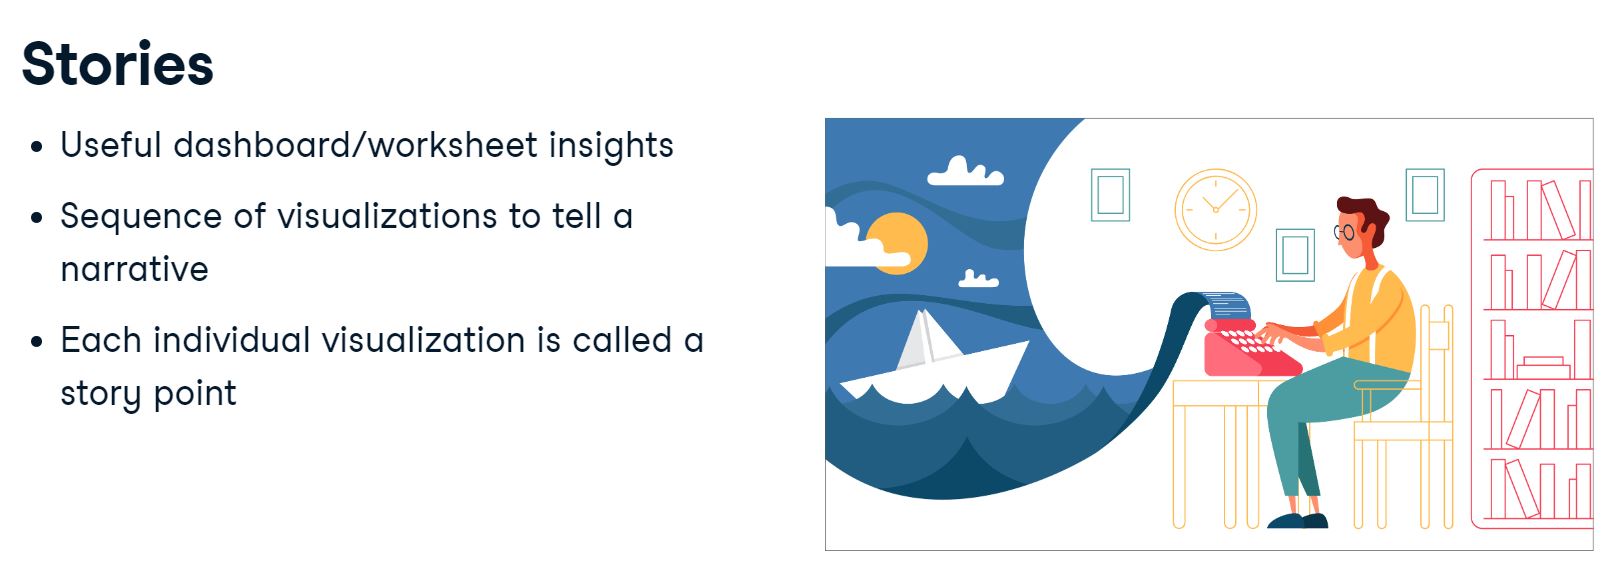 Stories
• Useful dashboard/worksheet insights
• Sequence of visualizations to tell a
narrative
• Each individual visualization is called a
story point